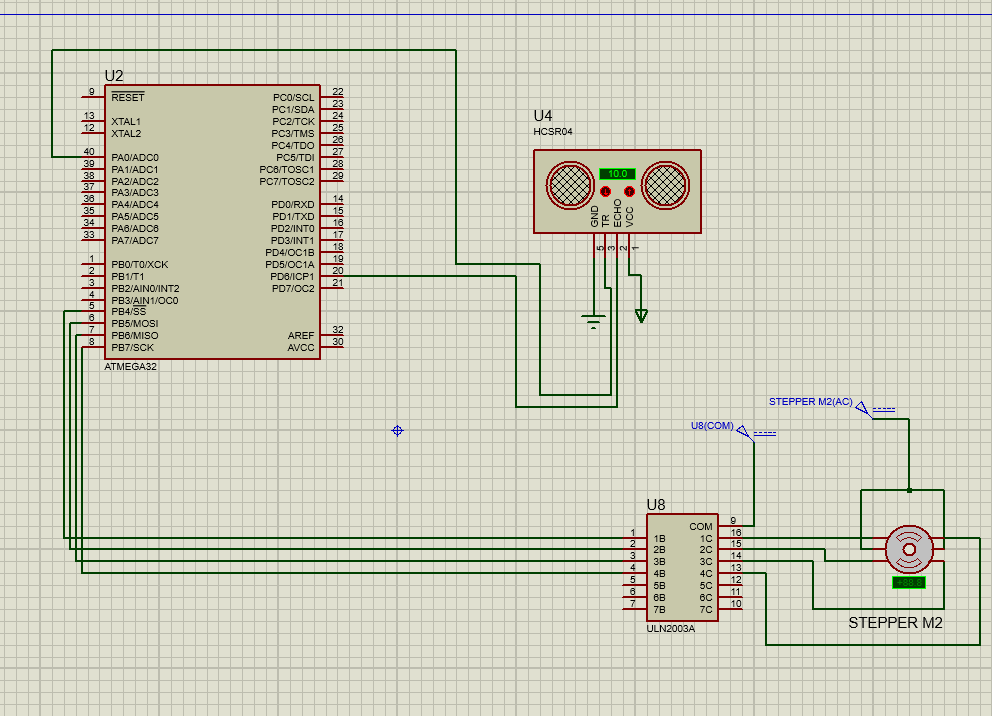 U2
9 RESET PC0/SCL 22
PC1/SDA 23
13 XTAL1 PC2/TCK 24
12 XTAL2 PC3/TMS 25
PC4/TDO 26
40 PA0/ADC0 PC5/TDI 27
39 PA1/ADC1 PC6/TOSC1 28
38 PA2/ADC2 PC7/TOSC2 29
37 PA3/ADC3
36 PA4/ADC4 PD0/RXD 14
35 PA5/ADC5 PD1/TXD 15
34 PA6/ADC6 PD2/INT0 16
33 PA7/ADC7 PD3/INT1 17
PD4/OC1B 18
1 PB0/T0/XCK PD5/OC1A 19
2 PB1/T1 PD6/ICP1 20
3 PB2/AIN0/INT2 PD7/OC2 21
4 PB3/AIN1/OC0
5 PB4/SS
6 PB5/MOSI
7 PB6/MISO AREF 32
8 PB7/SCK AVCC 30
ATMEGA32
U4
HCSR04
10.0
GND
TR
ECHO
VCC
5
3
2
1
STEPPER M2(AC)
U8(COM)
U8
COM 9
1 1B 1C 16
2 2B 2C 15
3 3B 3C 14
4 4B 4C 13
5 5B 5C 12
6 6B 6C 11
7 7B 7C 10
ULN2003A
STEPPER M2